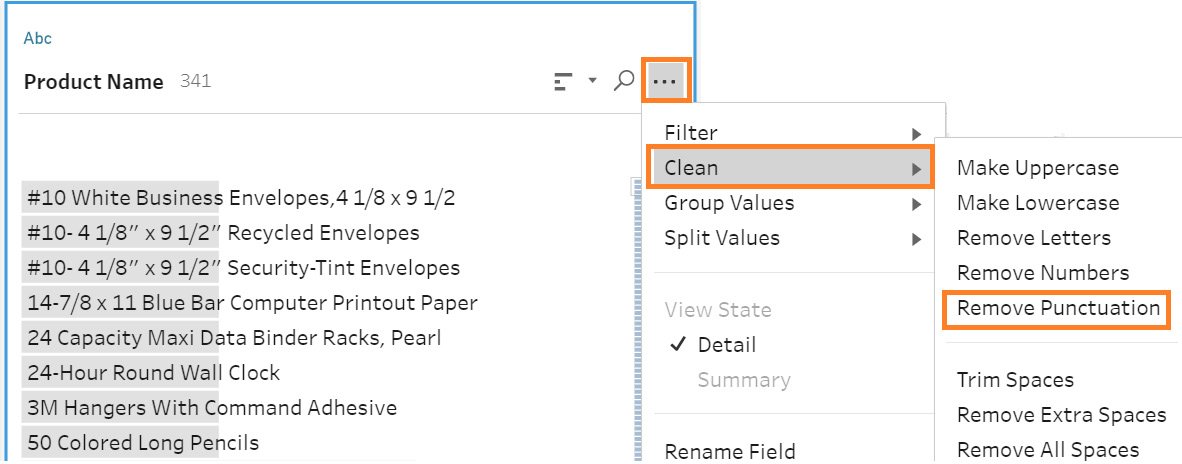 Abc
Product Name 341
#10 White Business Envelopes,4 1/8 x 9 1/2
#10- 4 1/8” x 9 1/2” Recycled Envelopes
#10- 4 1/8” x 9 1/2” Security-Tint Envelopes
14-7/8 x 11 Blue Bar Computer Printout Paper
24 Capacity Maxi Data Binder Racks, Pearl
24-Hour Round Wall Clock
3M Hangers With Command Adhesive
50 Colored Long Pencils
Filter
Clean
Group Values
Split Values
View State
✓ Detail
Summary
Rename Field
Make Uppercase
Make Lowercase
Remove Letters
Remove Numbers
Remove Punctuation
Trim Spaces
Remove Extra Spaces
Remove All Spaces